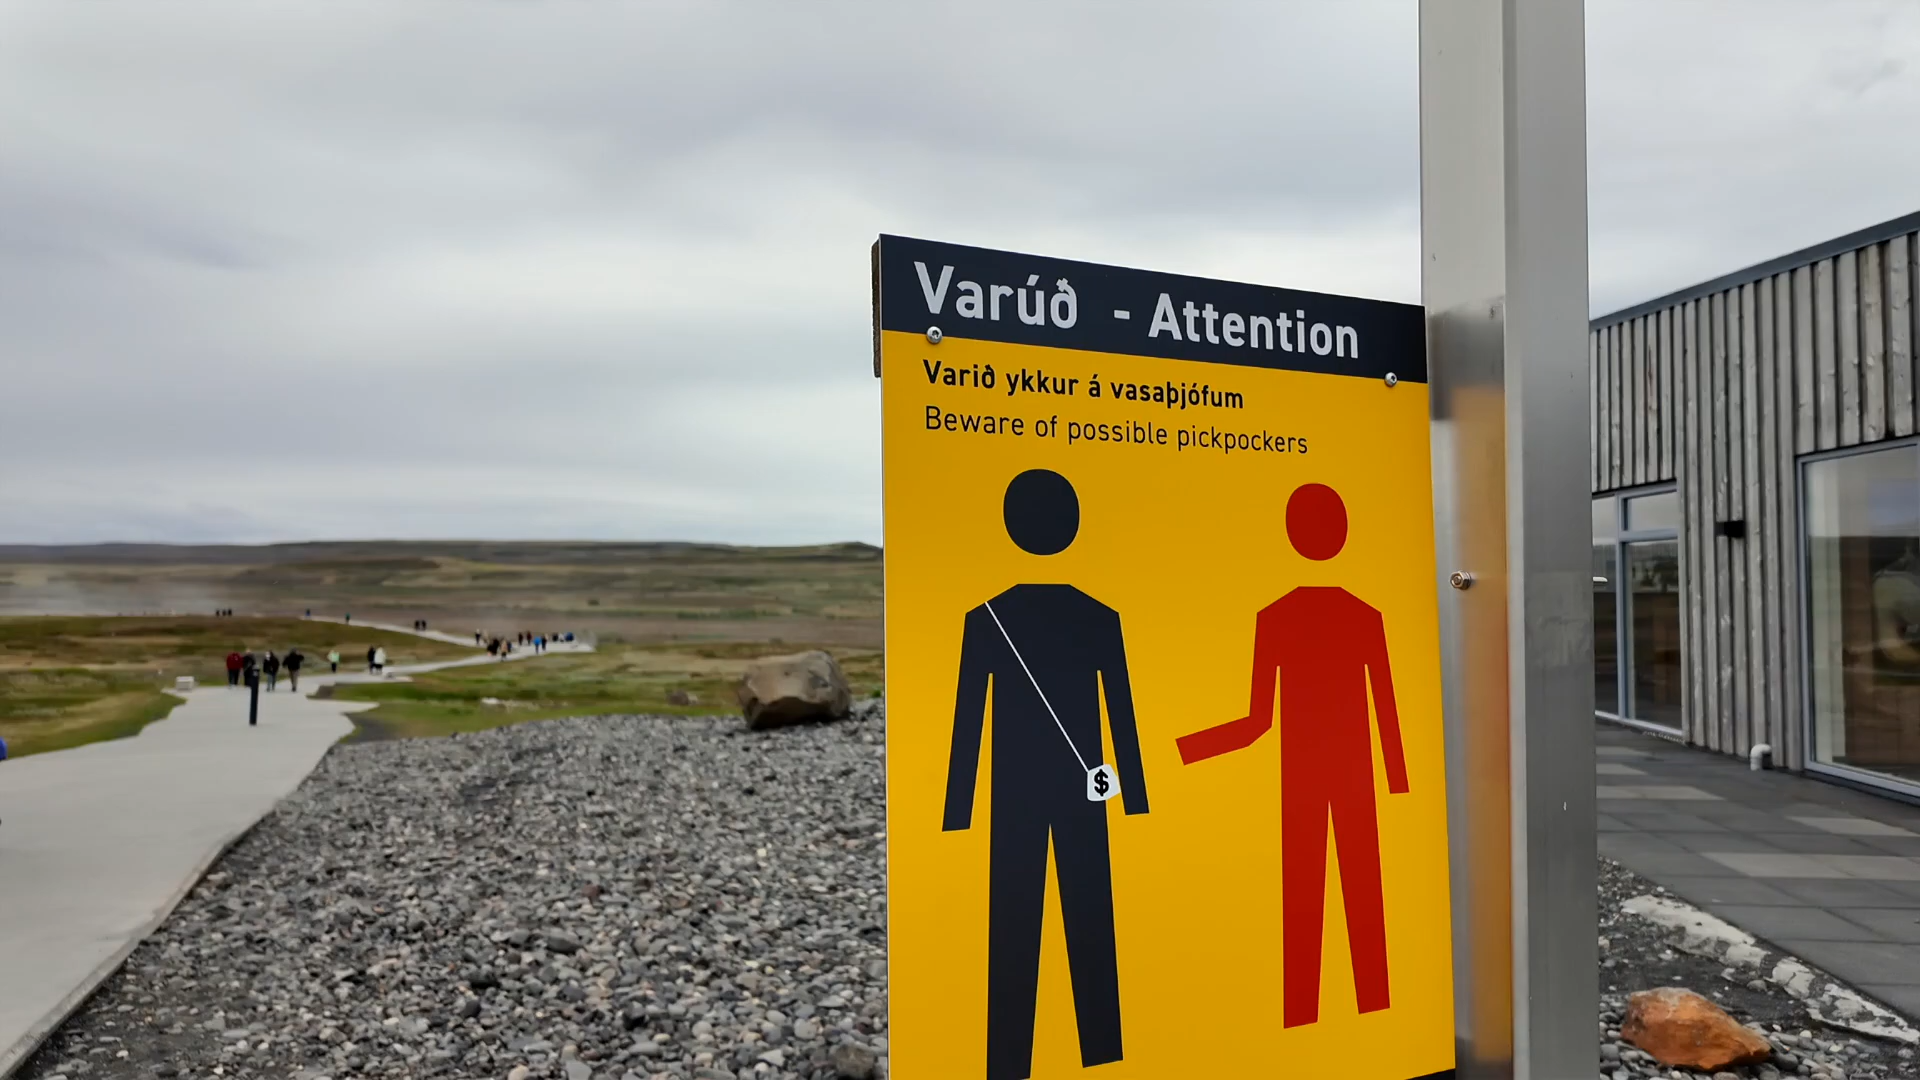 Varúð - Attention
Varið ykkur á vasaþjófum
Beware of possible pickpockers
$